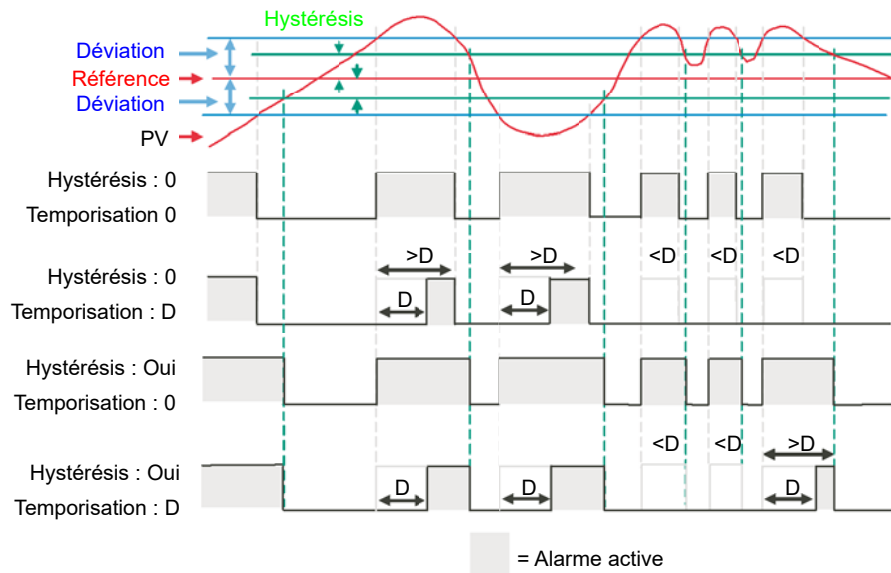 Hystérésis
Déviation
Référence
Déviation
PV
Hystérésis : 0
Temporisation 0
>D >D <D <D <D
Hystérésis : 0
D D
Temporisation : D
Hystérésis : Oui
Temporisation : 0
<D <D >D
Hystérésis : Oui
D D D
Temporisation : D
= Alarme active